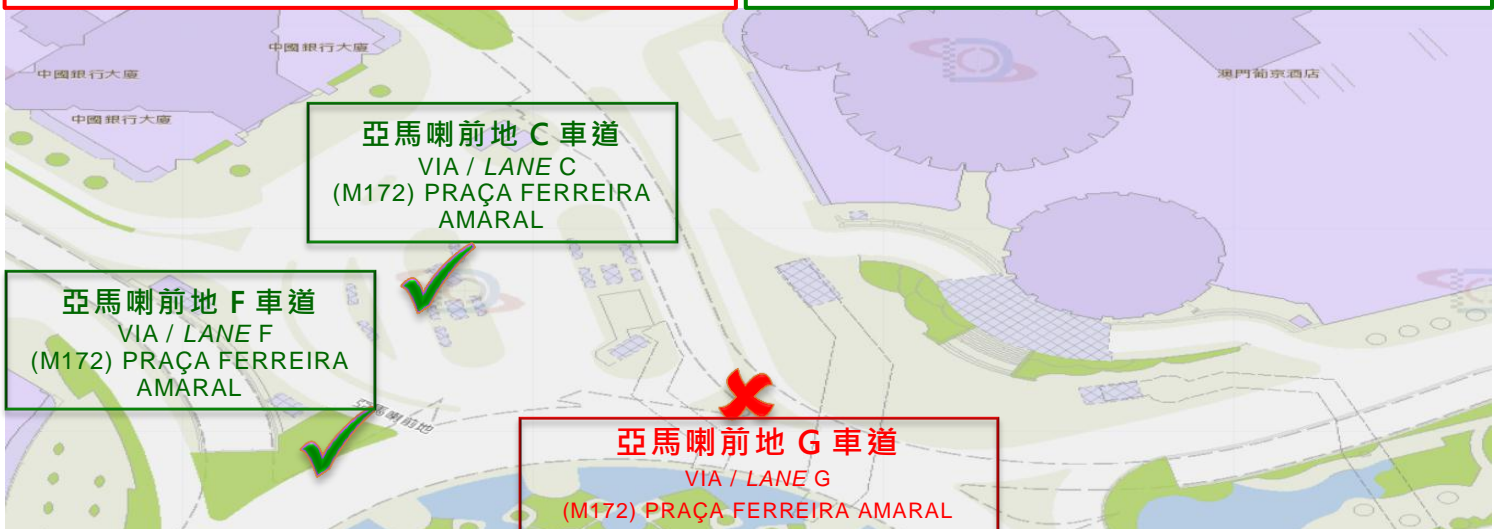 中國銀行大廈
中國銀行大廈
中國銀行大廈
澳門葡京酒店
亞馬喇前地 C 車道
VIA / LANE C
(M172) PRAÇA FERREIRA
AMARAL
亞馬喇前地 F 車道
VIA / LANE F
(M172) PRAÇA FERREIRA
AMARAL
亞馬喇前地
亞馬喇前地 G 車道
VIA / LANE G
(M172) PRAÇA FERREIRA AMARAL